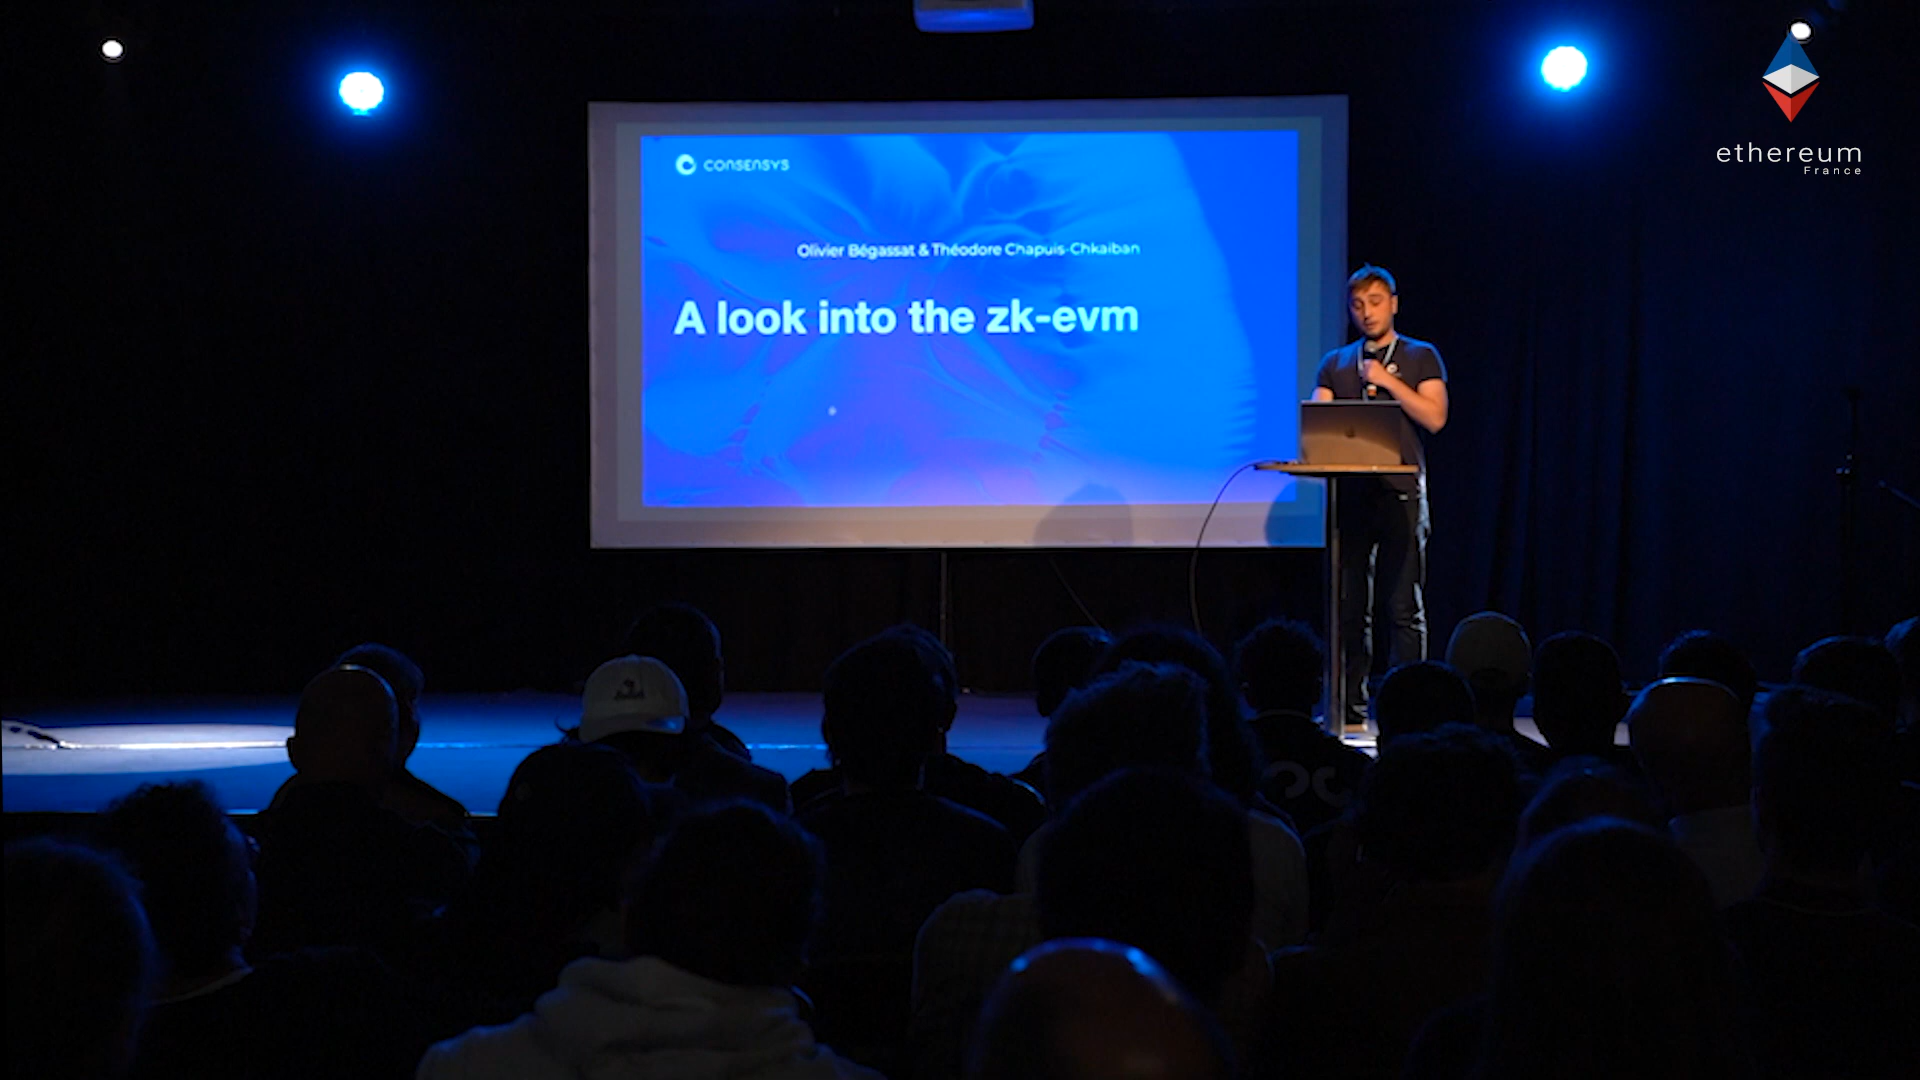 CONSENSYS
Olivier Bégassat & Théodore Chapuis-Chkaiban
A look into the zk-evm
ethereum
France